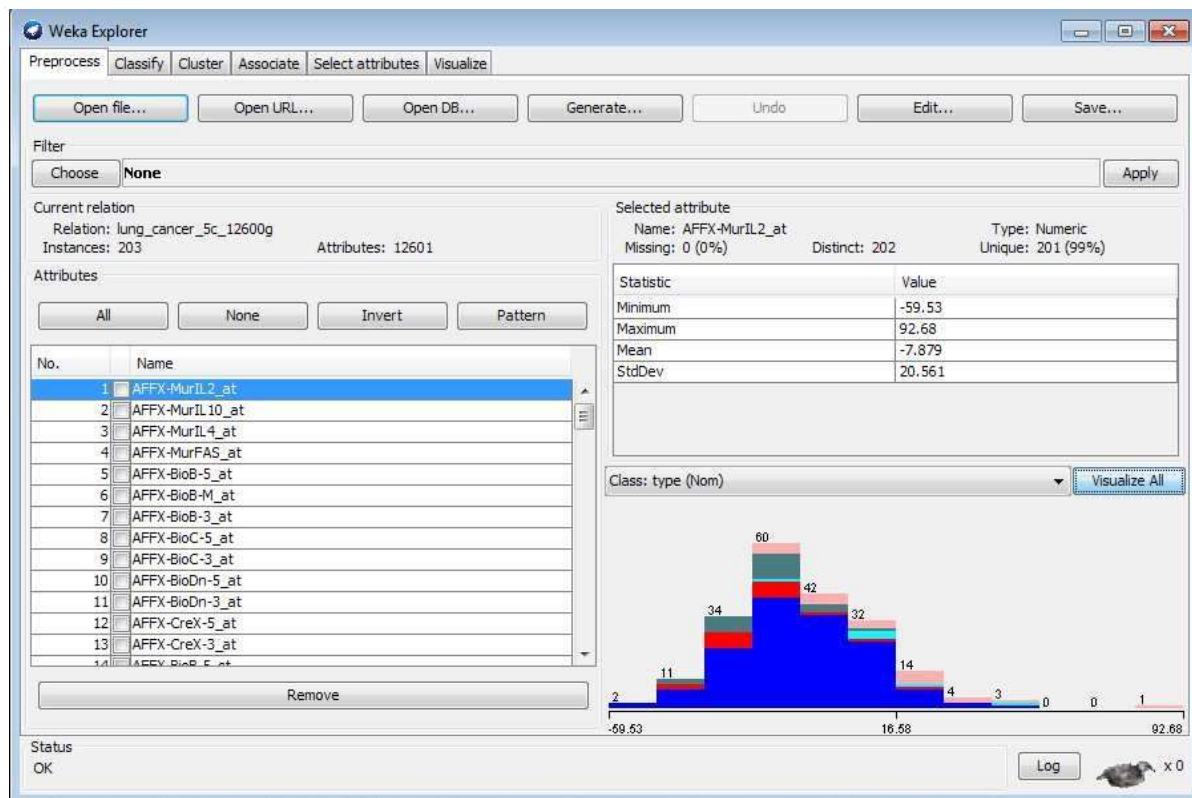 Weka Explorer
Preprocess Classify Cluster Associate Select attributes Visualize
Open file... Open URL... Open DB... Generate... Undo Edit... Save...
Filter
Choose None Apply
Current relation
Relation: lung_cancer_5c_12600g
Instances: 203 Attributes: 12601
Attributes
All None Invert Pattern
No. Name
1 AFFX-MurIL2_at
2 AFFX-MurIL10_at
3 AFFX-MurIL4_at
4 AFFX-MurFAS_at
5 AFFX-BioB-5_at
6 AFFX-BioB-M_at
7 AFFX-BioB-3_at
8 AFFX-BioC-5_at
9 AFFX-BioC-3_at
10 AFFX-BioDn-5_at
11 AFFX-BioDn-3_at
12 AFFX-CreX-5_at
13 AFFX-CreX-3_at
14 AFFX-BioB-5_st
Remove
Selected attribute
Name: AFFX-MurIL2_at Type: Numeric
Missing: 0 (0%) Distinct: 202 Unique: 201 (99%)
Statistic Value
Minimum -59.53
Maximum 92.68
Mean -7.879
StdDev 20.561
Class: type (Nom) Visualize All
60
42
34
32
11
14
2
4
3
0
0
1
-59.53 16.58 92.68
Status
OK
Log x 0